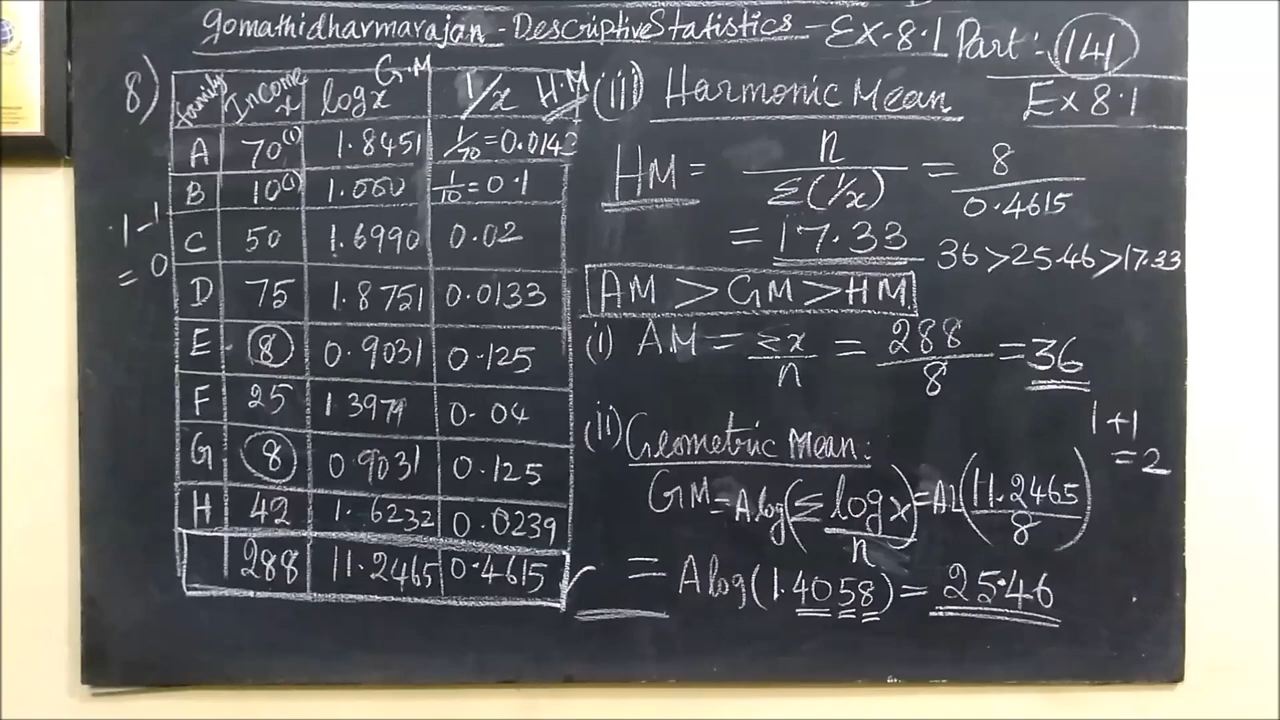 gomathidharmarajan - Descriptive Statistics - EX-8.1 Part :- (141)
Ex 8.1
8)
Family Income x log x G.M 1/x H.M
A 70(1) 1.8451 1/70 = 0.0143
B 10(1) 1.000 1/10 = 0.1
C 50 1.6990 0.02
D 75 1.8751 0.0133
E 8 0.9031 0.125
F 25 1.3979 0.04
G 8 0.9031 0.125
H 42 1.6232 0.0239
288 11.2465 0.4615
1-1
= 0
(iii) Harmonic Mean
HM = n / Σ(1/x) = 8 / 0.4615
= 17.33
36 > 25.46 > 17.33
AM > GM > HM
(i) AM = Σx / n = 288 / 8 = 36
(ii) Geometric Mean:
1+1
= 2
GM = Alog(Σ log x / n) = AL(11.2465 / 8)
= Alog(1.4058) = 25.46